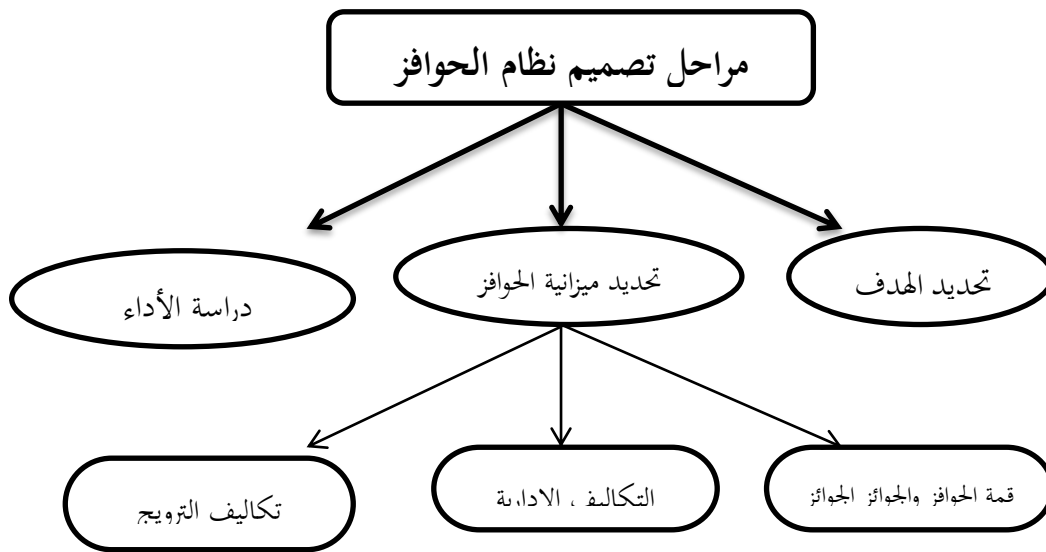 مراحل تصميم نظام الحوافز
تحديد الهدف
تحديد ميزانية الحوافز
دراسة الأداء
قمة الحوافز والجوائز الجوائز
التكاليف الادارية
تكاليف الترويج